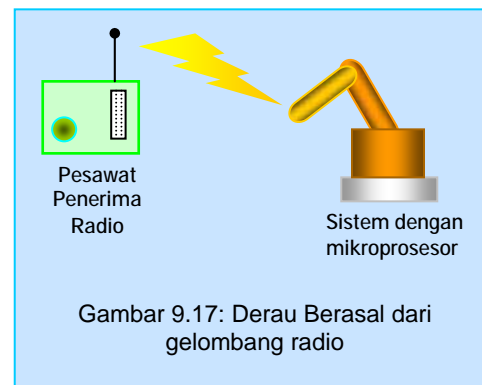 Pesawat
Penerima
Radio
Sistem dengan
mikroprosesor
Gambar 9.17: Derau Berasal dari
gelombang radio